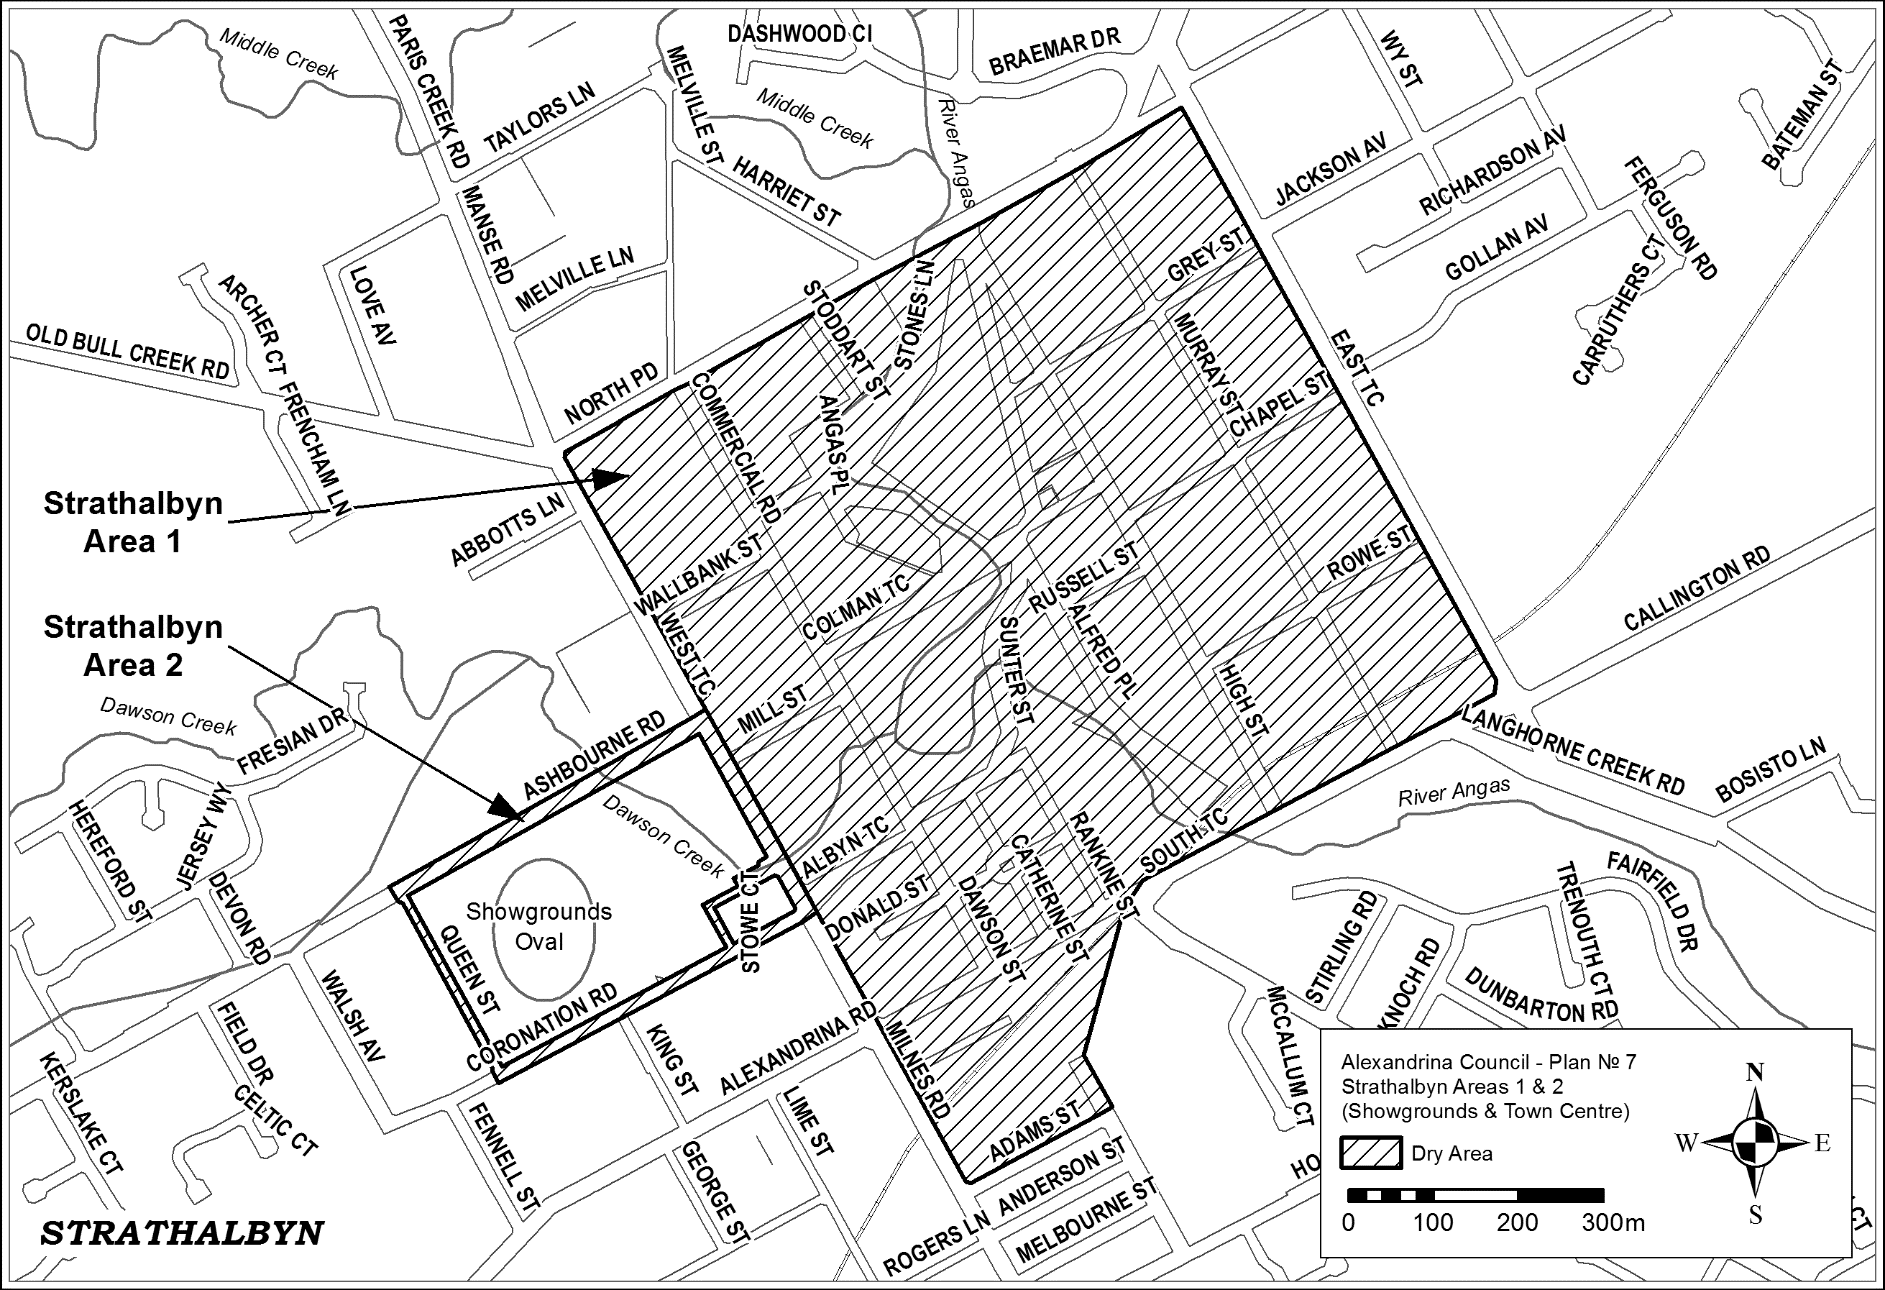 Middle Creek
PARIS CREEK RD
TAYLORS LN
MELVILLE ST
DASHWOOD CI
Middle Creek
River Angas
BRAEMAR DR
WY ST
BATEMAN ST
JACKSON AV
RICHARDSON AV
FERGUSON RD
GOLLAN AV
CARRUTHERS CT
HARRIET ST
MANSE RD
MELVILLE LN
LOVE AV
ARCHER CT
OLD BULL CREEK RD
FRENCHAM LN
NORTH PD
STODDART ST
STONES LN
GREY ST
MURRAY ST
EAST TC
CHAPEL ST
COMMERCIAL RD
ANGAS PL
Strathalbyn
Area 1
ABBOTTS LN
WALLBANK ST
COLMAN TC
RUSSELL ST
ROWE ST
CALLINGTON RD
Strathalbyn
Area 2
WEST TC
SUNTER ST
ALFRED PL
HIGH ST
MILL ST
Dawson Creek
FRESIAN DR
ASHBOURNE RD
LANGHORNE CREEK RD
BOSISTO LN
River Angas
HEREFORD ST
JERSEY WY
DEVON RD
Dawson Creek
ALBYN TC
CATHERINE ST
RANKINE ST
SOUTH TC
STOWE CT
DONALD ST
DAWSON ST
Showgrounds
Oval
QUEEN ST
CORONATION RD
STIRLING RD
KNOCH RD
TRENOUTH CT
FAIRFIELD DR
DUNBARTON RD
MCCALLUM CT
WALSH AV
FIELD DR
CELTIC CT
KERSLAKE CT
KING ST
ALEXANDRINA RD
MILNES RD
LIME ST
FENNELL ST
GEORGE ST
ADAMS ST
ANDERSON ST
ROGERS LN
MELBOURNE ST
HO
CT
STRATHALBYN
Alexandrina Council - Plan № 7
Strathalbyn Areas 1 & 2
(Showgrounds & Town Centre)
Dry Area
0 100 200 300m
N
W E
S